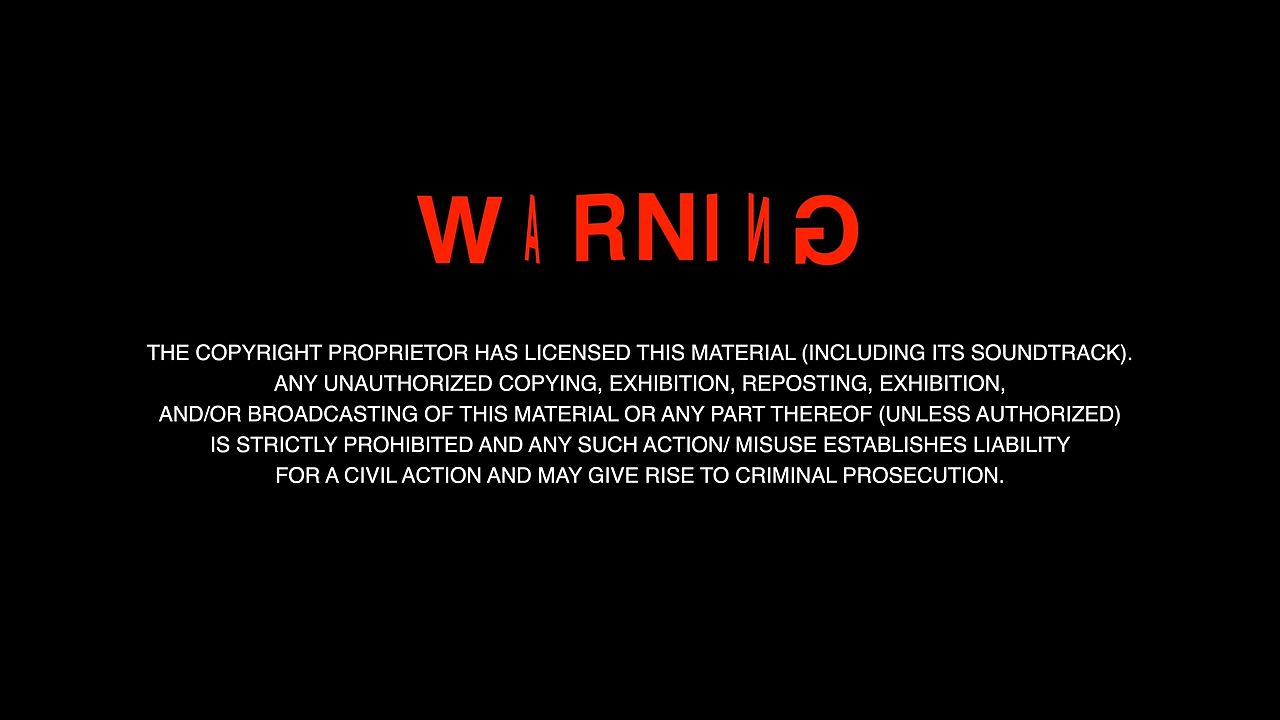 WARNING
THE COPYRIGHT PROPRIETOR HAS LICENSED THIS MATERIAL (INCLUDING ITS SOUNDTRACK).
ANY UNAUTHORIZED COPYING, EXHIBITION, REPOSTING, EXHIBITION,
AND/OR BROADCASTING OF THIS MATERIAL OR ANY PART THEREOF (UNLESS AUTHORIZED)
IS STRICTLY PROHIBITED AND ANY SUCH ACTION/ MISUSE ESTABLISHES LIABILITY
FOR A CIVIL ACTION AND MAY GIVE RISE TO CRIMINAL PROSECUTION.